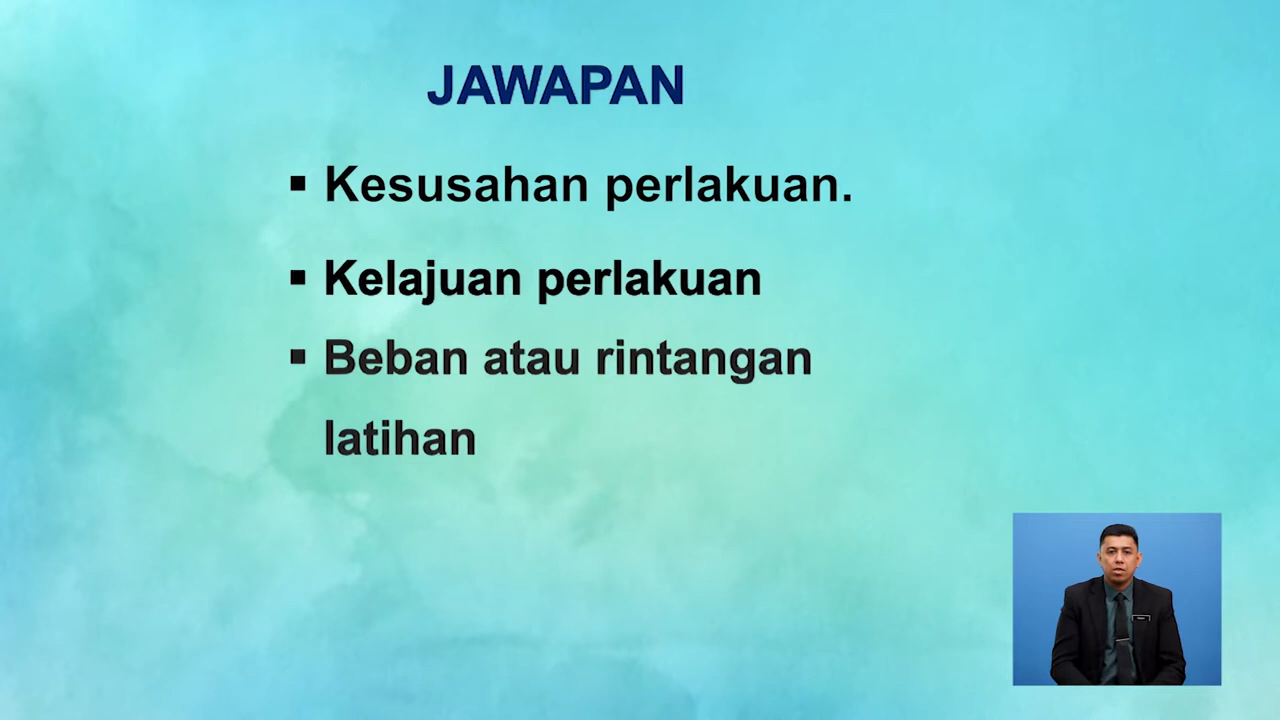 JAWAPAN
▪ Kesusahan perlakuan.
▪ Kelajuan perlakuan
▪ Beban atau rintangan
latihan